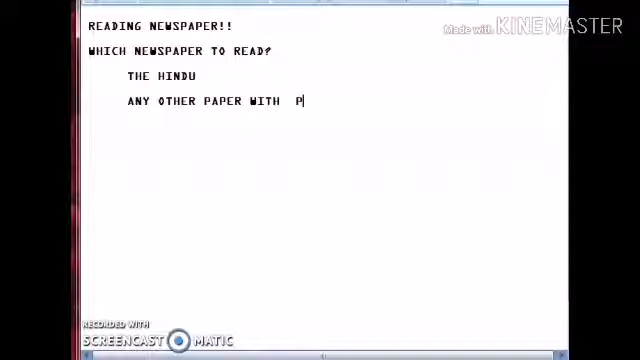 READING NEWSPAPER!!
Made with KINEMASTER
WHICH NEWSPAPER TO READ?
THE HINDU
ANY OTHER PAPER WITH P
RECORDED WITH
SCREENCAST MATIC